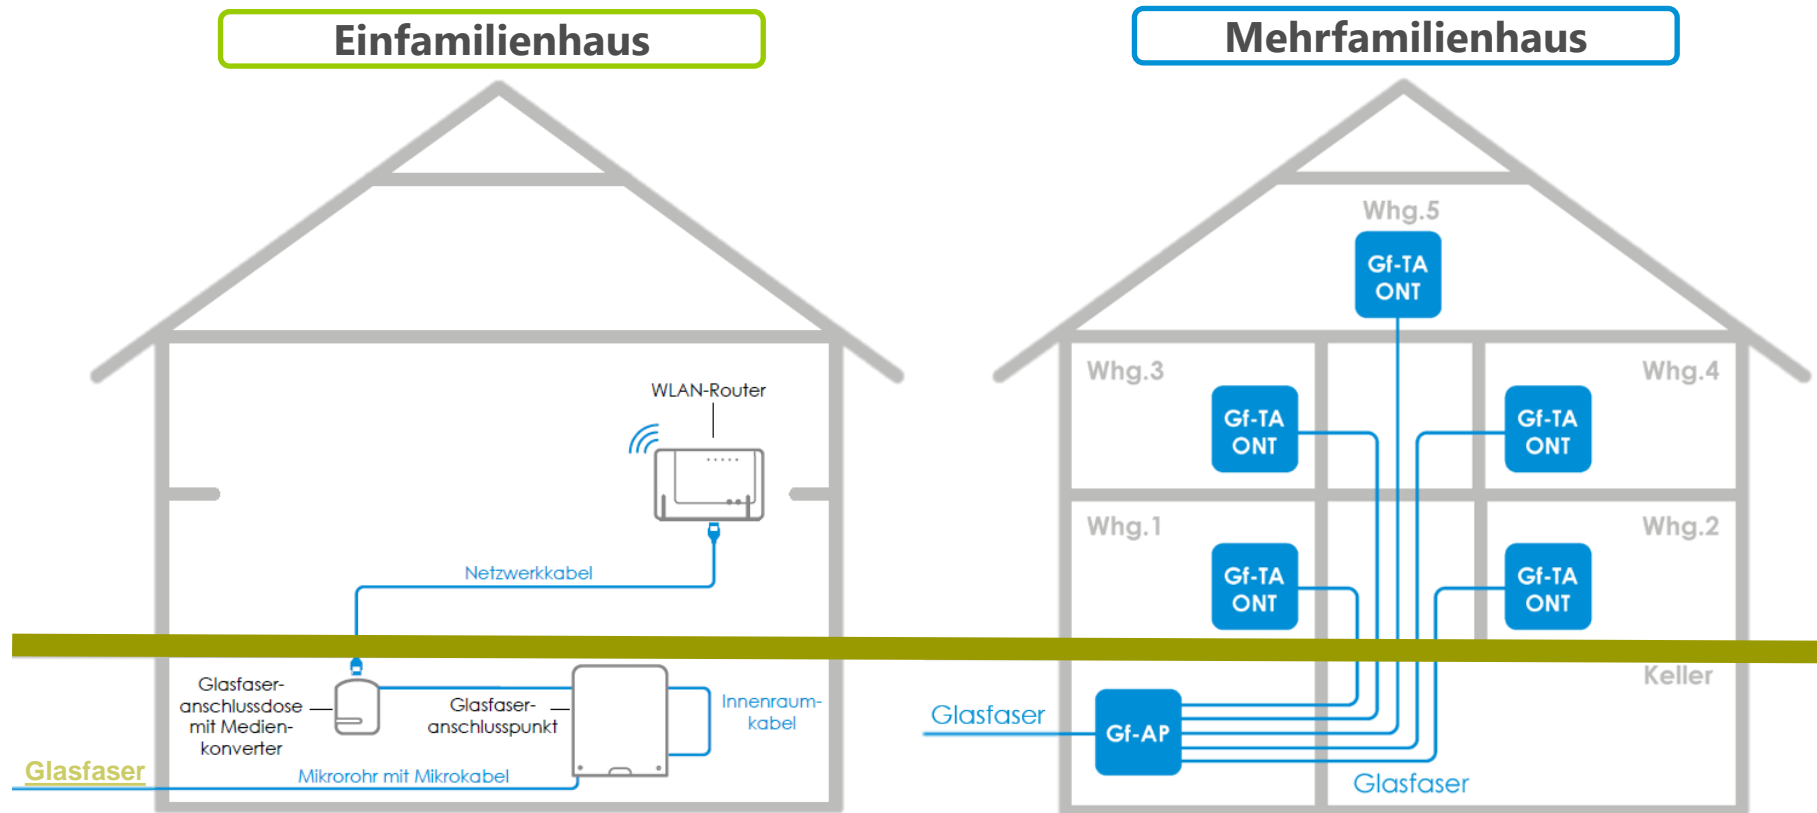 Einfamilienhaus
WLAN-Router
Netzwerkkabel
Glasfaser-
anschlussdose
mit Medien-
konverter
Glasfaser-
anschlusspunkt
Innenraum-
kabel
Glasfaser
Mikrorohr mit Mikrokabel
Mehrfamilienhaus
Whg.5
Gf-TA
ONT
Whg.3
Gf-TA
ONT
Whg.4
Gf-TA
ONT
Whg.1
Gf-TA
ONT
Whg.2
Gf-TA
ONT
Keller
Glasfaser
Gf-AP
Glasfaser